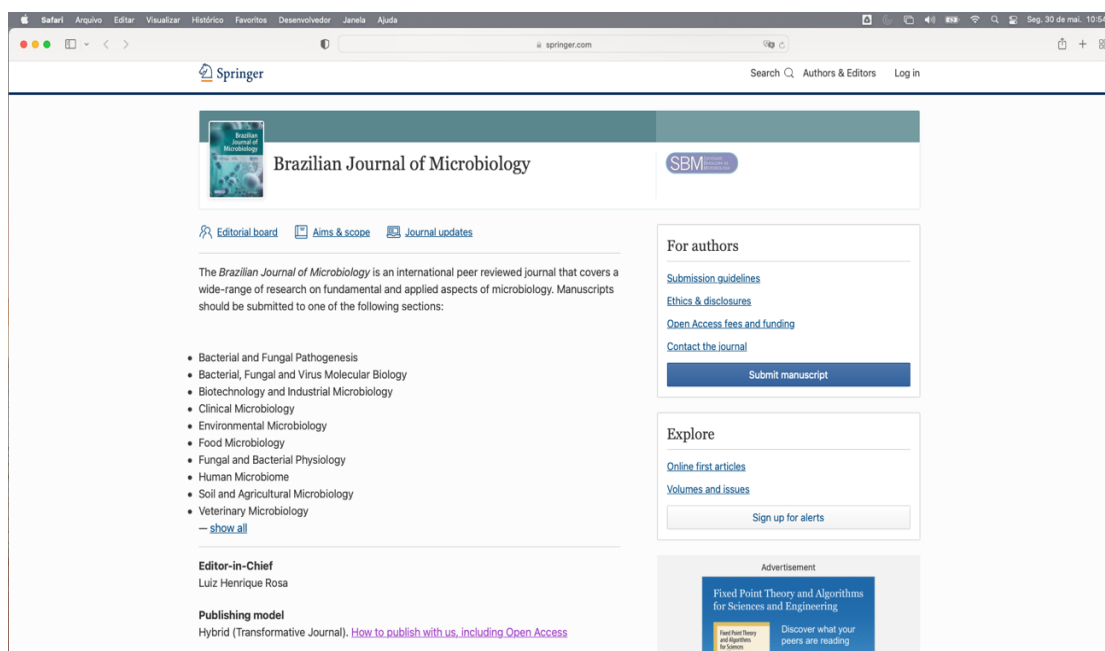 Safari Arquivo Editar Visualizar Histórico Favoritos Desenvolvedor Janela Ajuda
Seg. 30 de mai. 10:54
springer.com
Springer
Search Authors & Editors Log in
Brazilian
Journal of
Microbiology
Brazilian Journal of Microbiology
SBM
Editorial board Aims & scope Journal updates
The Brazilian Journal of Microbiology is an international peer reviewed journal that covers a
wide-range of research on fundamental and applied aspects of microbiology. Manuscripts
should be submitted to one of the following sections:
• Bacterial and Fungal Pathogenesis
• Bacterial, Fungal and Virus Molecular Biology
• Biotechnology and Industrial Microbiology
• Clinical Microbiology
• Environmental Microbiology
• Food Microbiology
• Fungal and Bacterial Physiology
• Human Microbiome
• Soil and Agricultural Microbiology
• Veterinary Microbiology
— show all
Editor-in-Chief
Luiz Henrique Rosa
Publishing model
Hybrid (Transformative Journal). How to publish with us, including Open Access
For authors
Submission guidelines
Ethics & disclosures
Open Access fees and funding
Contact the journal
Submit manuscript
Explore
Online first articles
Volumes and issues
Sign up for alerts
Advertisement
Fixed Point Theory and Algorithms
for Sciences and Engineering
Fixed Point Theory
and Algorithms
for Sciences
Discover what your
peers are reading